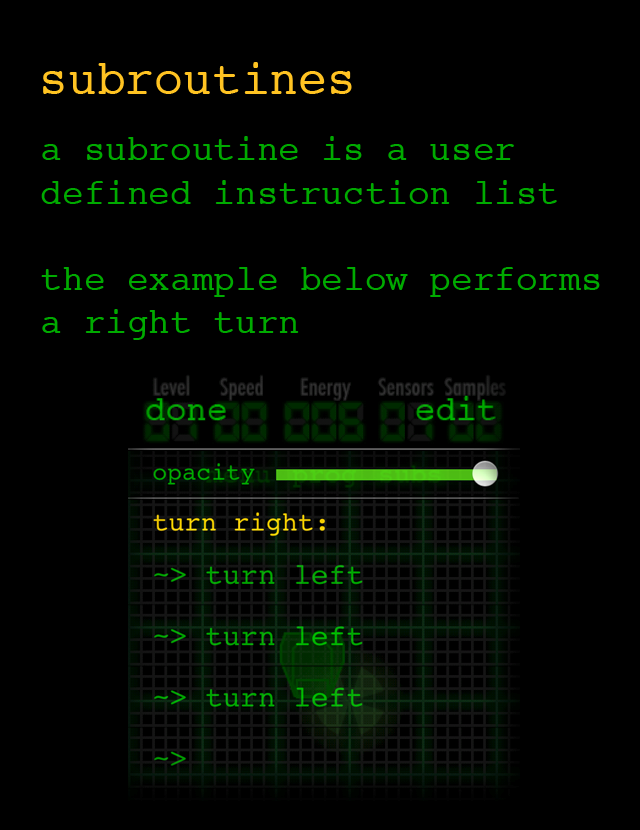 subroutines
a subroutine is a user
defined instruction list
the example below performs
a right turn
Level Speed Energy Sensors Samples
done edit
opacity
turn right:
~> turn left
~> turn left
~> turn left
~>